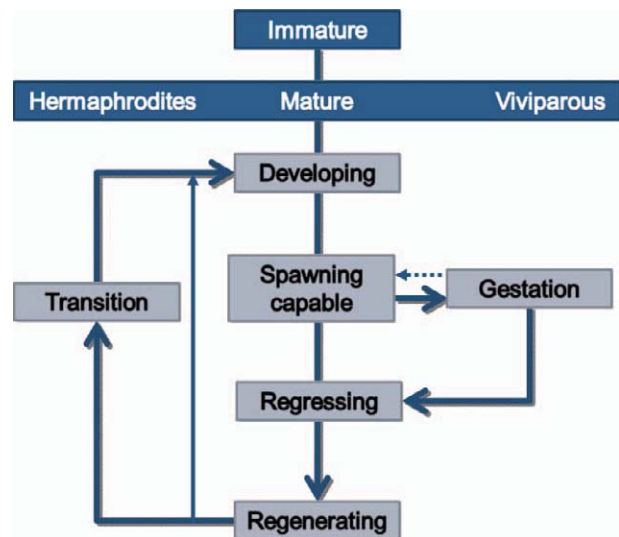 Immature
Hermaphrodites Mature Viviparous
Developing
Spawning
capable
Gestation
Transition
Regressing
Regenerating